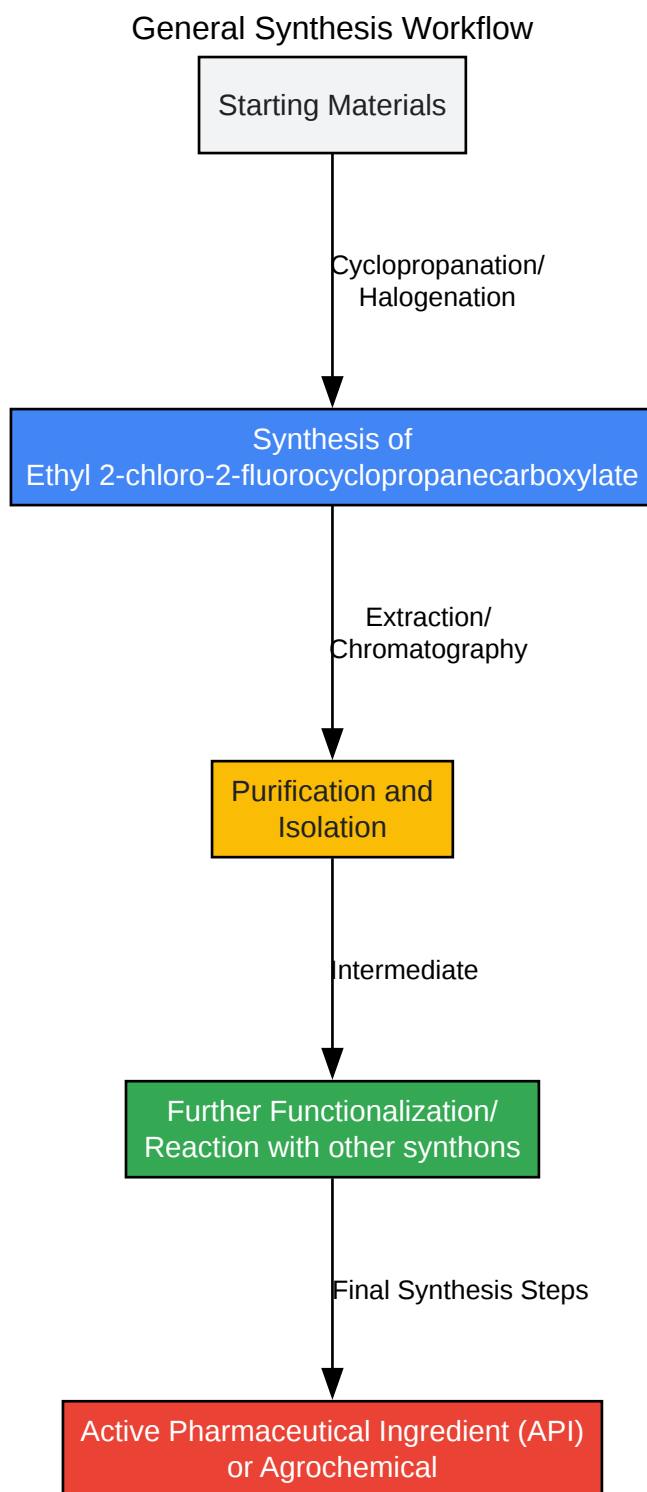 General Synthesis Workflow
Starting Materials
Cyclopropanation/
Halogenation
Synthesis of
Ethyl 2-chloro-2-fluorocyclopropanecarboxylate
Extraction/
Chromatography
Purification and
Isolation
Intermediate
Further Functionalization/
Reaction with other synthons
Final Synthesis Steps
Active Pharmaceutical Ingredient (API)
or Agrochemical